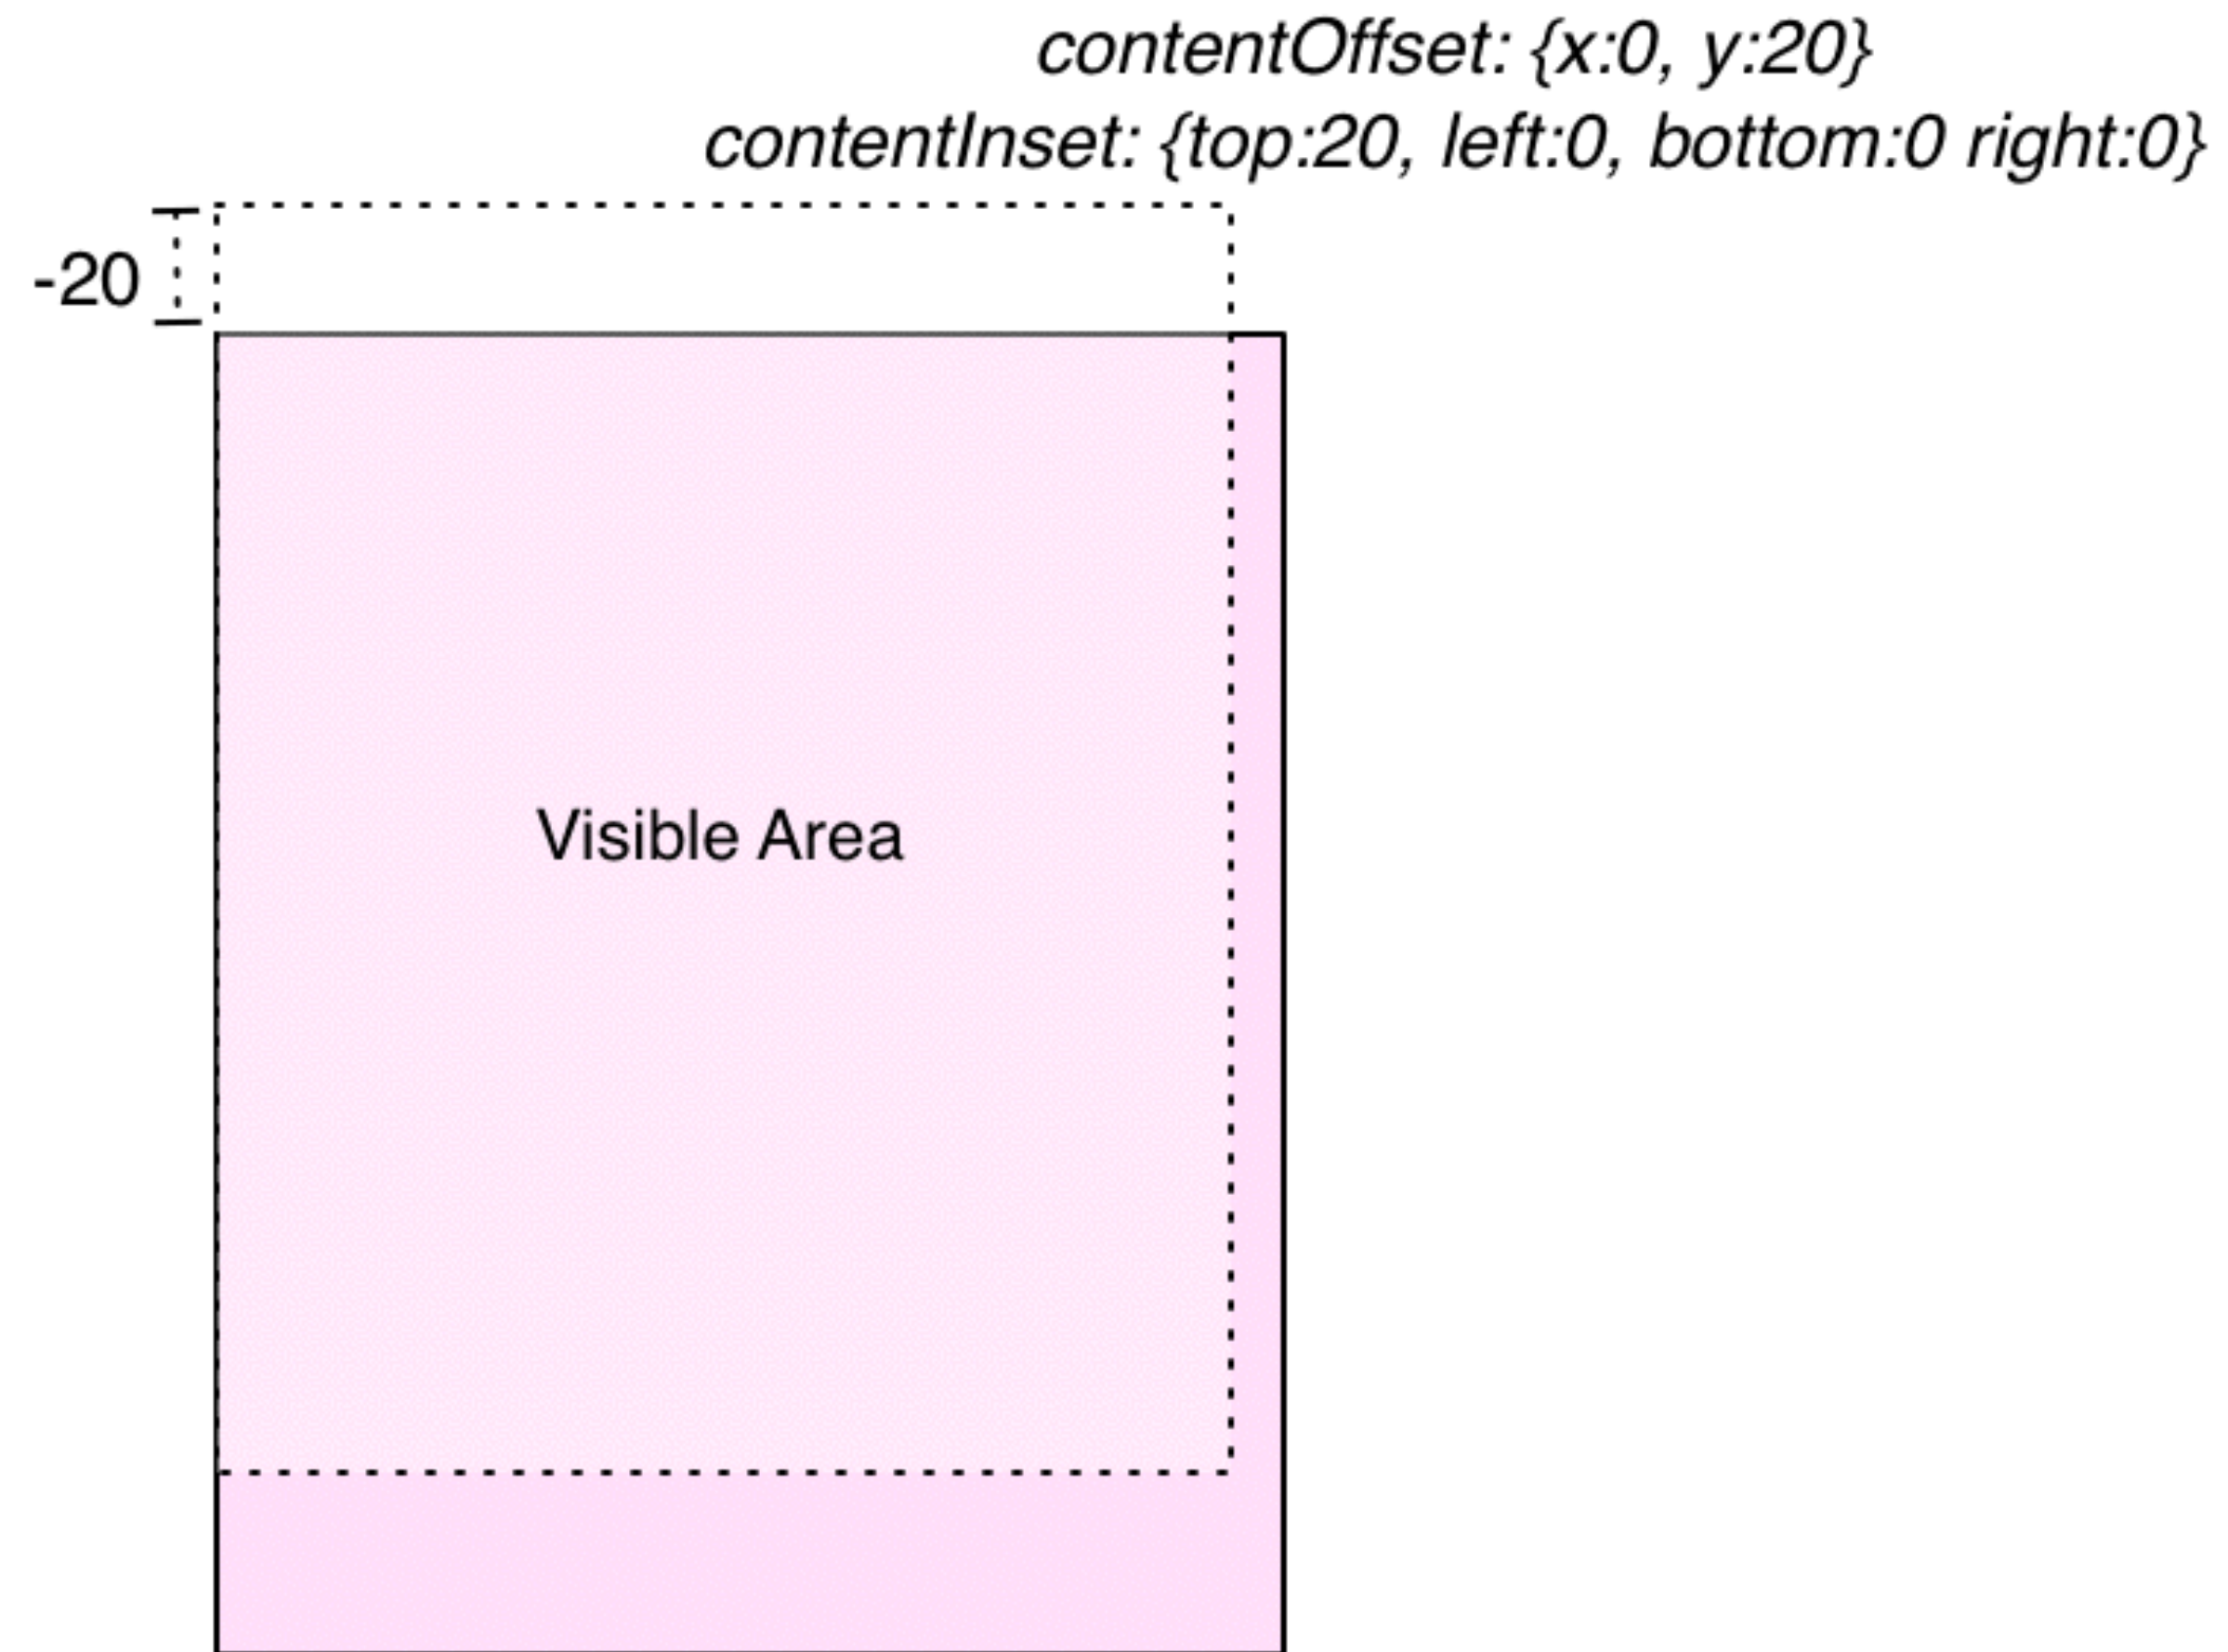 contentOffset: {x:0, y:20}
contentInset: {top:20, left:0, bottom:0 right:0}
-20
Visible Area